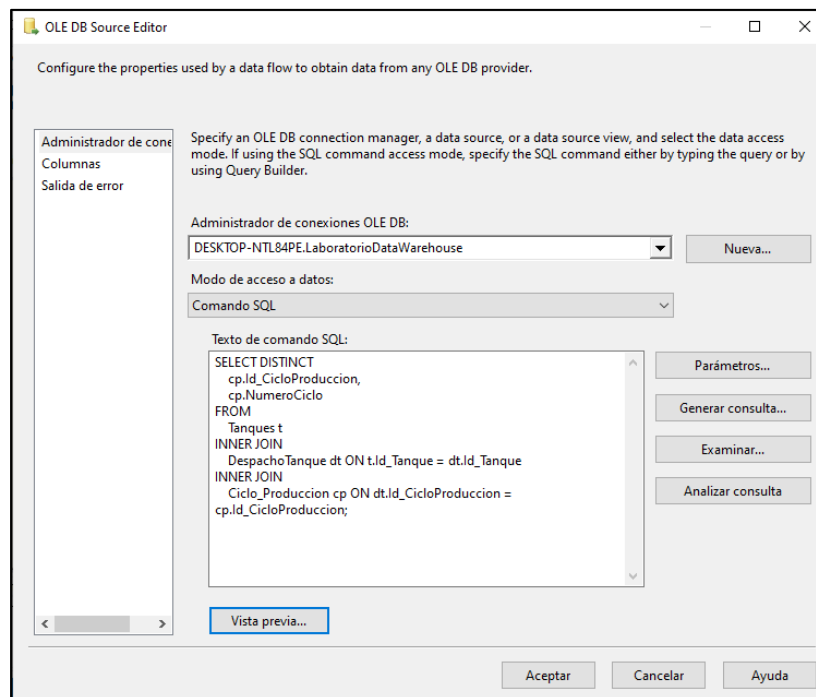 OLE DB Source Editor
Configure the properties used by a data flow to obtain data from any OLE DB provider.
Administrador de cone
Columnas
Salida de error
Specify an OLE DB connection manager, a data source, or a data source view, and select the data access
mode. If using the SQL command access mode, specify the SQL command either by typing the query or by
using Query Builder.
Administrador de conexiones OLE DB:
DESKTOP-NTL84PE.LaboratorioDataWarehouse
Nueva...
Modo de acceso a datos:
Comando SQL
Texto de comando SQL:
SELECT DISTINCT
cp.Id_CicloProduccion,
cp.NumeroCiclo
FROM
Tanques t
INNER JOIN
DespachoTanque dt ON t.Id_Tanque = dt.Id_Tanque
INNER JOIN
Ciclo_Produccion cp ON dt.Id_CicloProduccion =
cp.Id_CicloProduccion;
Parámetros...
Generar consulta...
Examinar...
Analizar consulta
Vista previa...
Aceptar
Cancelar
Ayuda